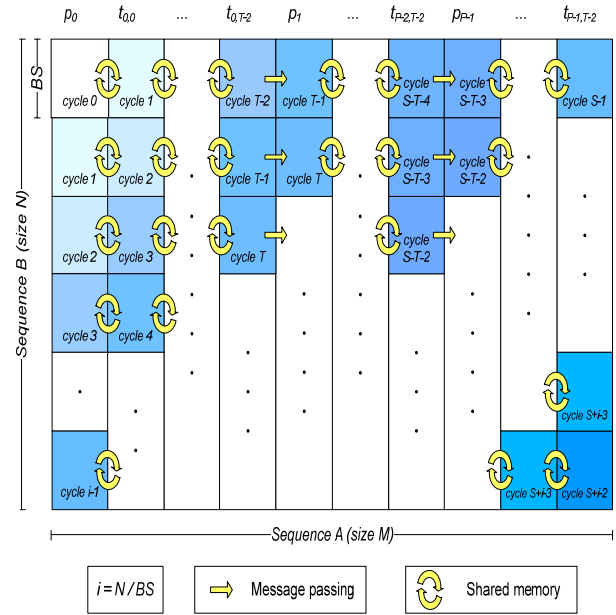 p0 t0,0 ... t0,T-2 p1 ... tP-2,T-2 pP-1 ... tP-1,T-2
BS
cycle 0 cycle 1 cycle T-2 cycle T-1 cycle S-T-4 cycle S-T-3 cycle S-1
cycle 1 cycle 2 cycle T-1 cycle T cycle S-T-3 cycle S-T-2
cycle 2 cycle 3 cycle T cycle S-T-2
cycle 3 cycle 4
cycle S+i-3
cycle i-1 cycle S+i-3 cycle S+i-2
Sequence B (size N)
Sequence A (size M)
i = N / BS
Message passing
Shared memory